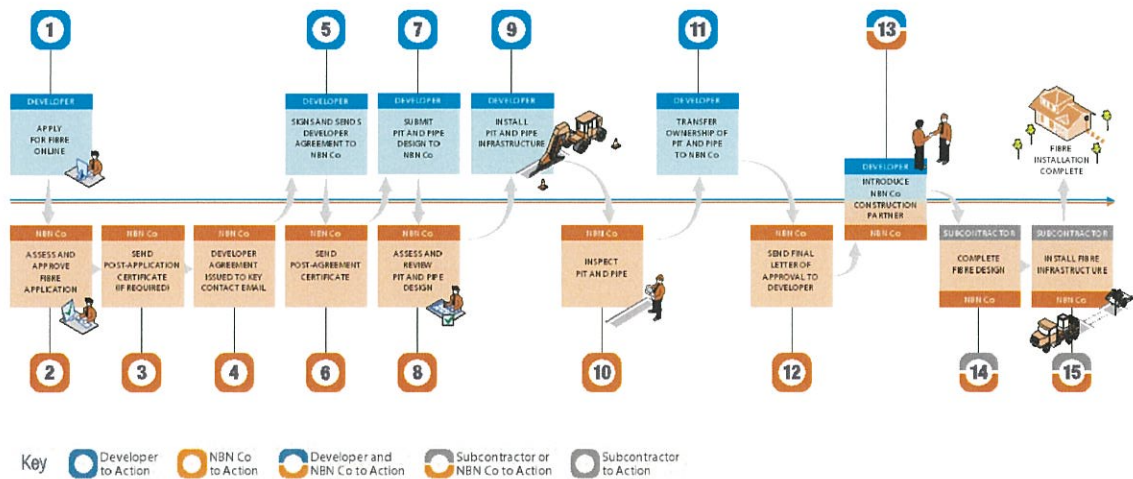 1
5
7
9
11
13
DEVELOPER
APPLY
FOR FIBRE
ONLINE
DEVELOPER
SIGNS AND SENDS
DEVELOPER
AGREEMENT TO
NBN Co
DEVELOPER
SUBMIT
PIT AND PIPE
DESIGN TO
NBN Co
DEVELOPER
INSTALL
PIT AND PIPE
INFRASTRUCTURE
DEVELOPER
TRANSFER
OWNERSHIP OF
PIT AND PIPE
TO NBN Co
DEVELOPER
INTRODUCE
NBN Co
CONSTRUCTION
PARTNER
NBN Co
FIBRE
INSTALLATION
COMPLETE
NBN Co
ASSESS AND
APPROVE
FIBRE
APPLICATION
NBN Co
SEND
POST-APPLICATION
CERTIFICATE
(IF REQUIRED)
NBN Co
DEVELOPER
AGREEMENT
ISSUED TO KEY
CONTACT EMAIL
NBN Co
SEND
POST-AGREEMENT
CERTIFICATE
NBN Co
ASSESS AND
REVIEW
PIT AND PIPE
DESIGN
NBN Co
INSPECT
PIT AND PIPE
NBN Co
SEND FINAL
LETTER OF
APPROVAL TO
DEVELOPER
SUBCONTRACTOR
COMPLETE
FIBRE DESIGN
NBN Co
SUBCONTRACTOR
INSTALL FIBRE
INFRASTRUCTURE
NBN Co
2
3
4
6
8
10
12
14
15
Key
Developer
to Action
NBN Co
to Action
Developer and
NBN Co to Action
Subcontractor or
NBN Co to Action
Subcontractor
to Action